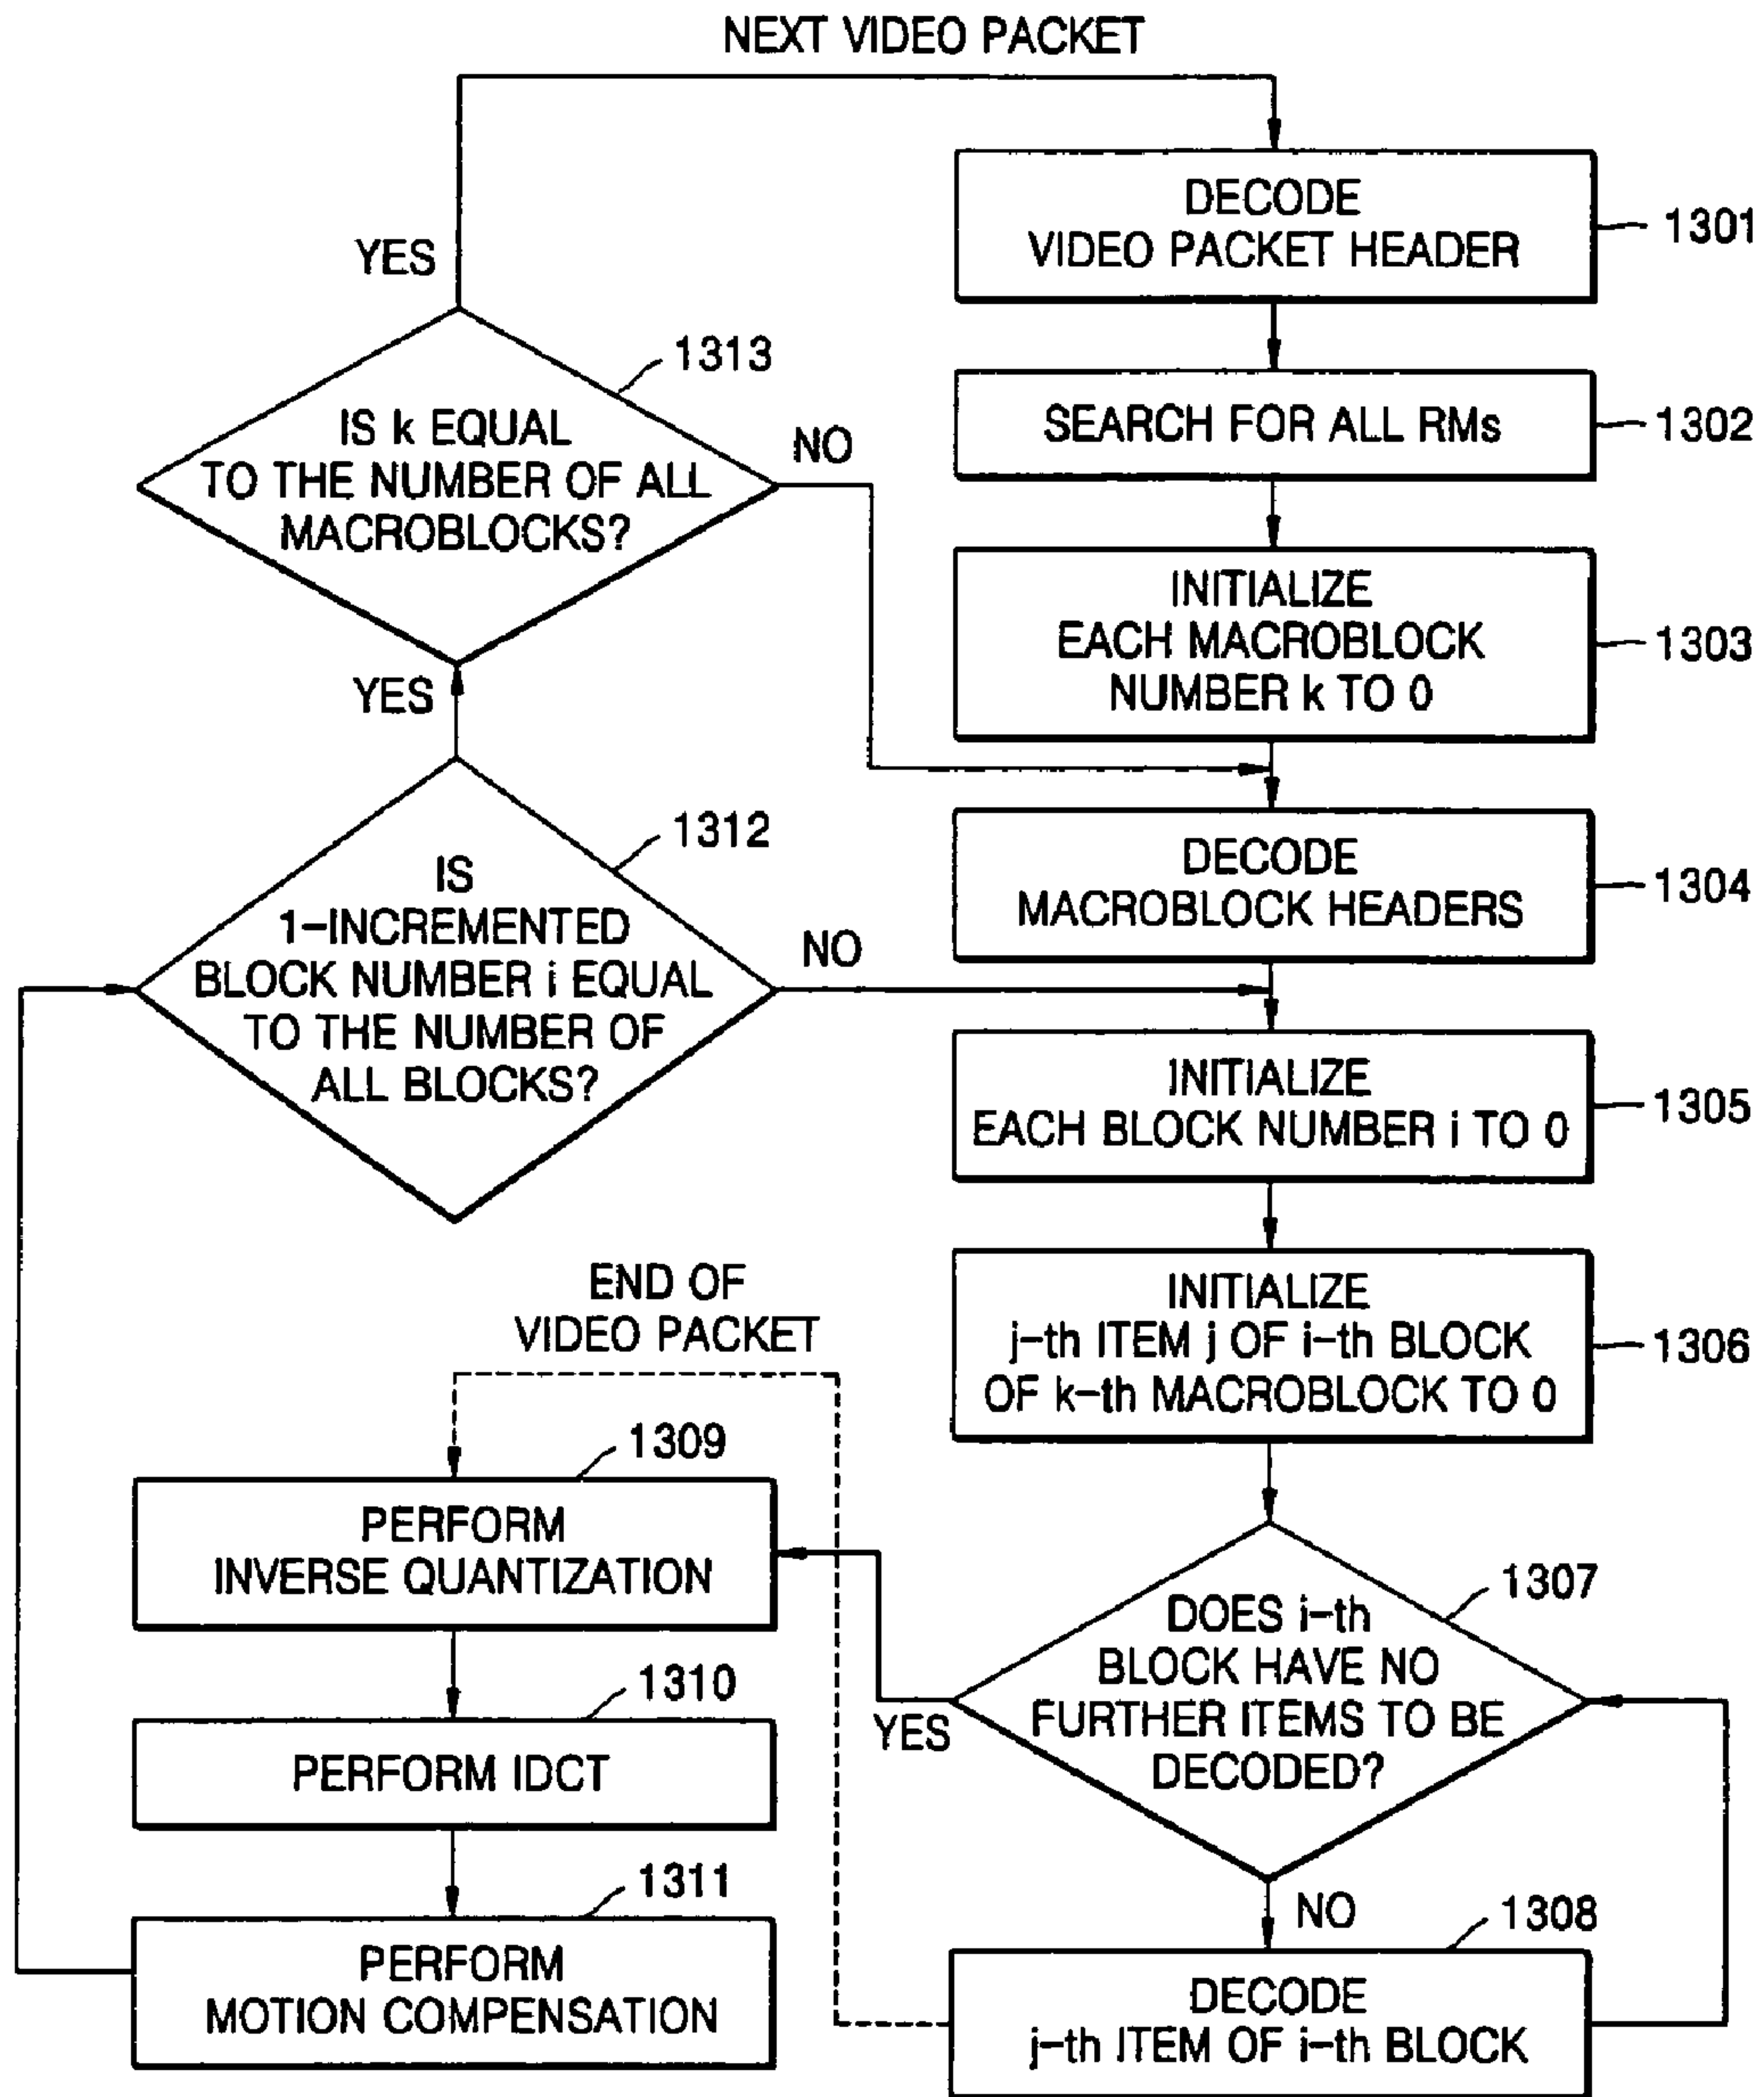 NEXT VIDEO PACKET
DECODE
VIDEO PACKET HEADER
1301
YES
1313
SEARCH FOR ALL RMs
1302
IS k EQUAL
TO THE NUMBER OF ALL
MACROBLOCKS?
NO
INITIALIZE
EACH MACROBLOCK
NUMBER k TO 0
1303
YES
1312
DECODE
MACROBLOCK HEADERS
1304
IS
1-INCREMENTED
BLOCK NUMBER i EQUAL
TO THE NUMBER OF
ALL BLOCKS?
NO
INITIALIZE
EACH BLOCK NUMBER i TO 0
1305
END OF
VIDEO PACKET
INITIALIZE
j-th ITEM j OF i-th BLOCK
OF k-th MACROBLOCK TO 0
1306
1309
PERFORM
INVERSE QUANTIZATION
1307
DOES i-th
BLOCK HAVE NO
FURTHER ITEMS TO BE
DECODED?
YES
1310
PERFORM IDCT
1311
PERFORM
MOTION COMPENSATION
NO
1308
DECODE
j-th ITEM OF i-th BLOCK